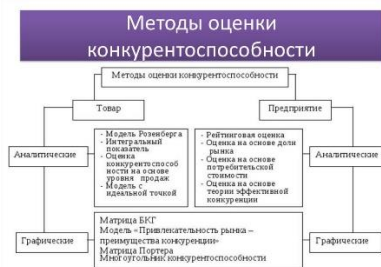 Методы оценки
конкурентоспособности
Методы оценки конкурентоспособности
Товар
Предприятие
Аналитические
- Модель Розенберга
- Интегральный
показатель
- Оценка
конкурентоспособ
ности на основе
уровня продаж
- Модель с
идеальной точкой
- Рейтинговая оценка
- Оценка на основе доли
рынка
- Оценка на основе
потребительской
стоимости
- Оценка на основе
теории эффективной
конкуренции
Аналитические
Графические
Матрица БКГ
Модель «Привлекательность рынка –
преимущества конкуренции»
Матрица Портера
Многоугольник конкурентоспособности
Графические